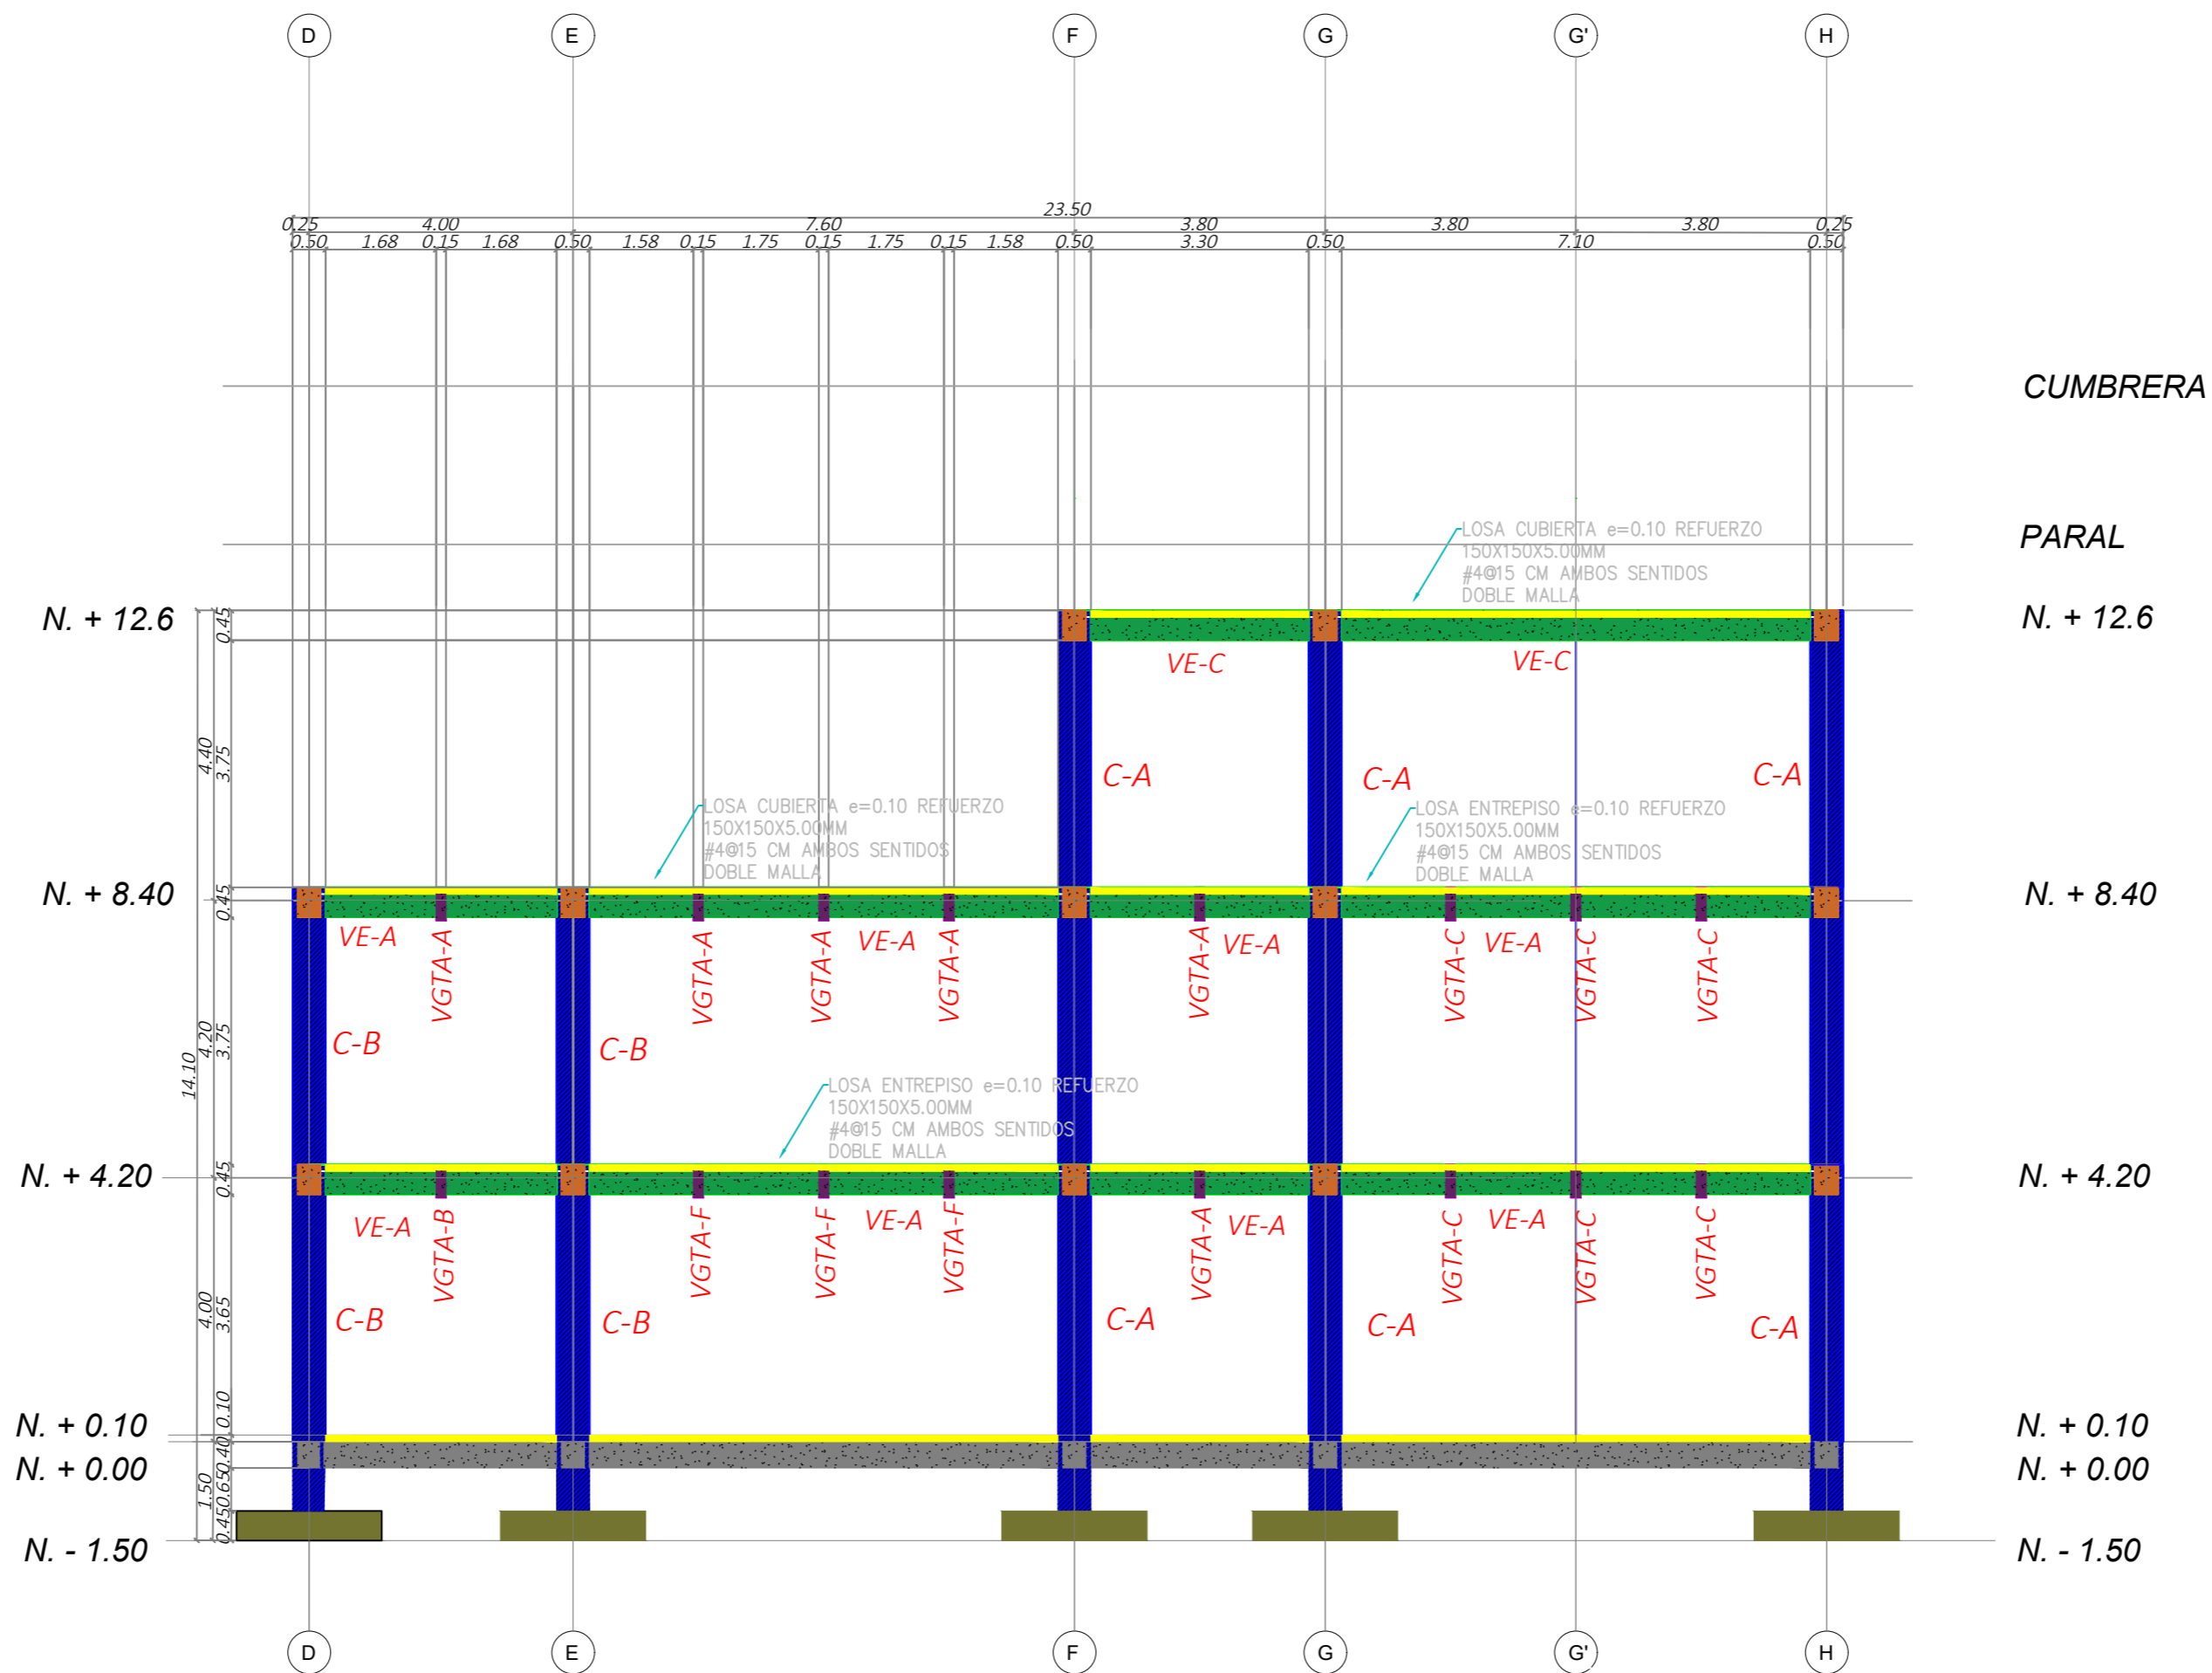 D E F G G' H
23.50
0.25 4.00 7.60 3.80 3.80 3.80 0.25
0.50 1.68 0.15 1.68 0.50 1.58 0.15 1.75 0.15 1.75 0.15 1.58 0.50 3.30 0.50 7.10 0.50
CUMBRERA
LOSA CUBIERTA e=0.10 REFUERZO
150X150X5.00MM
#4@15 CM AMBOS SENTIDOS
DOBLE MALLA
PARAL
N. + 12.6
0.45
N. + 12.6
VE-C VE-C
4.40
3.75
C-A C-A C-A
LOSA CUBIERTA e=0.10 REFUERZO
150X150X5.00MM
#4@15 CM AMBOS SENTIDOS
DOBLE MALLA
LOSA ENTREPISO e=0.10 REFUERZO
150X150X5.00MM
#4@15 CM AMBOS SENTIDOS
DOBLE MALLA
N. + 8.40
0.45
N. + 8.40
VE-A VGTA-A VGTA-A VGTA-A VE-A VGTA-A VGTA-A VE-A VGTA-C VE-A VGTA-C VGTA-C
14.10
4.20
3.75
C-B C-B
LOSA ENTREPISO e=0.10 REFUERZO
150X150X5.00MM
#4@15 CM AMBOS SENTIDOS
DOBLE MALLA
N. + 4.20
0.45
N. + 4.20
VE-A VGTA-B VGTA-F VGTA-F VE-A VGTA-F VGTA-A VE-A VGTA-C VE-A VGTA-C VGTA-C
4.00
3.65
C-B C-B C-A C-A C-A
N. + 0.10
0.10
N. + 0.10
0.40
N. + 0.00
N. + 0.00
1.50
0.65
0.45
N. - 1.50
N. - 1.50
D E F G G' H